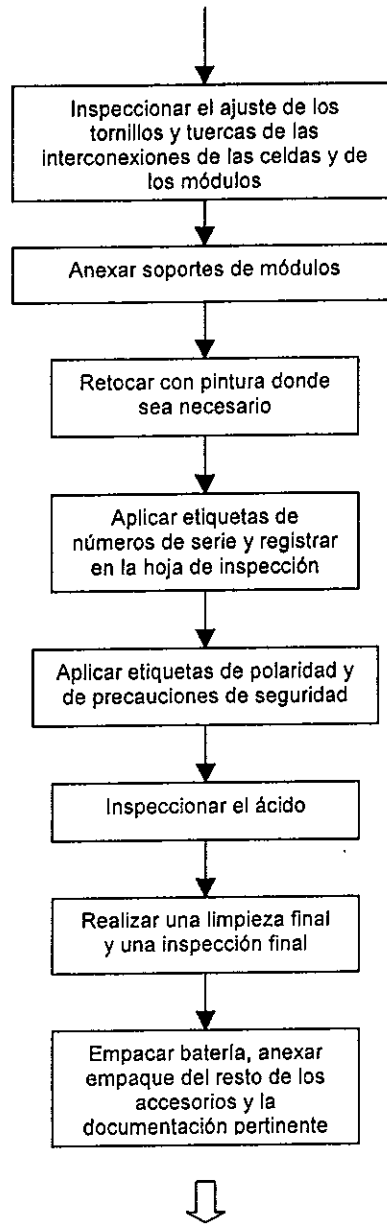 Inspeccionar el ajuste de los
tornillos y tuercas de las
interconexiones de las celdas y de
los módulos
Anexar soportes de módulos
Retocar con pintura donde
sea necesario
Aplicar etiquetas de
números de serie y registrar
en la hoja de inspección
Aplicar etiquetas de polaridad y
de precauciones de seguridad
Inspeccionar el ácido
Realizar una limpieza final
y una inspección final
Empacar batería, anexar
empaque del resto de los
accesorios y la
documentación pertinente